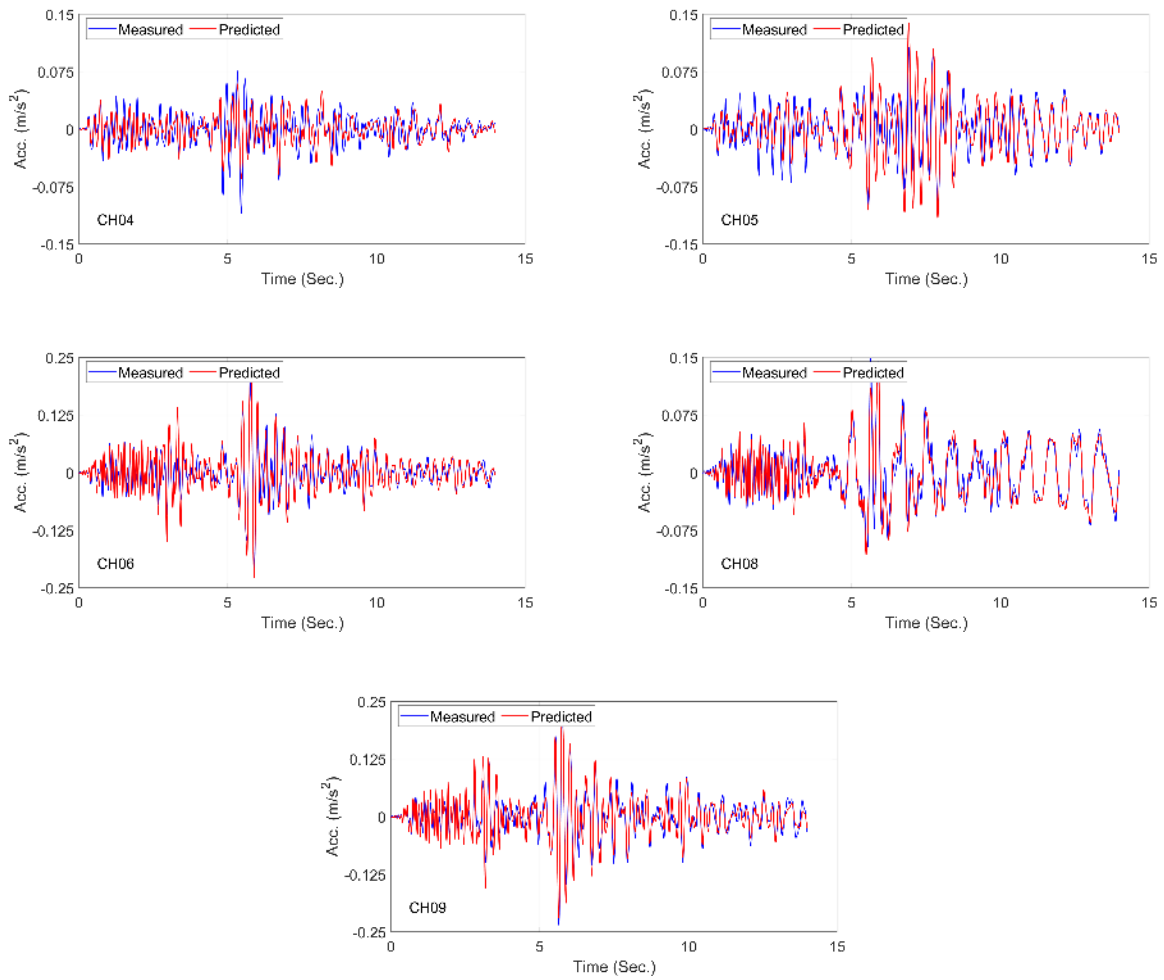 0.15
Measured Predicted
0.075
0
-0.075
-0.15
Acc. (m/s²)
CH04
0 5 10 15
Time (Sec.)
0.15
Measured Predicted
0.075
0
-0.075
-0.15
Acc. (m/s²)
CH05
0 5 10 15
Time (Sec.)
0.25
Measured Predicted
0.125
0
-0.125
-0.25
Acc. (m/s²)
CH06
0 5 10 15
Time (Sec.)
0.15
Measured Predicted
0.075
0
-0.075
-0.15
Acc. (m/s²)
CH08
0 5 10 15
Time (Sec.)
0.25
Measured Predicted
0.125
0
-0.125
-0.25
Acc. (m/s²)
CH09
0 5 10 15
Time (Sec.)